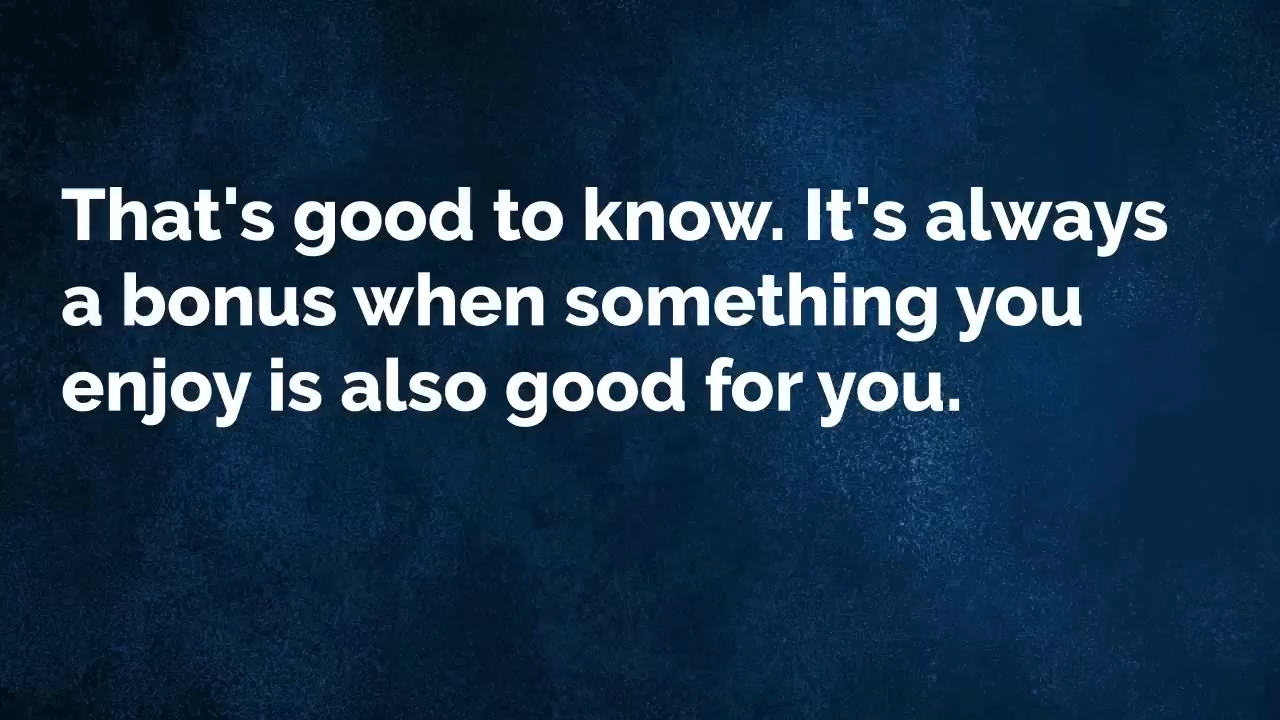 That's good to know. It's always
a bonus when something you
enjoy is also good for you.